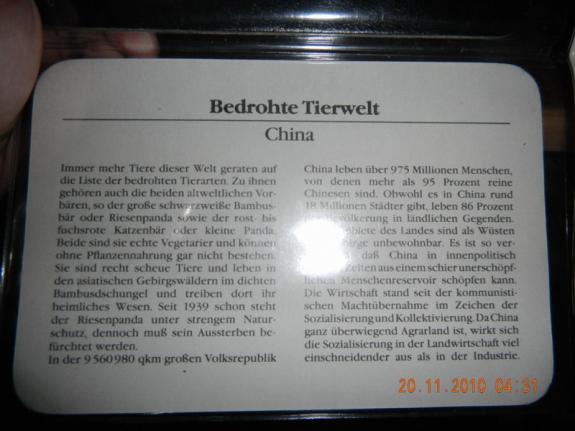 Bedrohte Tierwelt
China
Immer mehr Tiere dieser Welt geraten auf
die Liste der bedrohten Tierarten. Zu ihnen
gehören auch die beiden altweltlichen Vor-
bären, so der große schwarzweiße Bambus-
bär oder Riesenpanda sowie der rost- bis
fuchsrote Katzenbär oder kleine Panda.
Beide sind sie echte Vegetarier und können
ohne Pflanzennahrung gar nicht bestehen.
Sie sind recht scheue Tiere und leben in
den asiatischen Gebirgswäldern im dichten
Bambusdschungel und treiben dort ihr
heimliches Wesen. Seit 1939 schon steht
der Riesenpanda unter strengem Natur-
schutz, dennoch muß sein Aussterben be-
fürchtet werden.
In der 9 560 980 qkm großen Volksrepublik
China leben über 975 Millionen Menschen,
von denen mehr als 95 Prozent reine
Chinesen sind. Obwohl es in China rund
18 Millionen Städter gibt, leben 86 Prozent
in ländlichen Gegenden.
des Landes sind als Wüsten
unbewohnbar. Es ist so ver-
daß China in innenpolitisch
aus einem schier unerschöpf-
lichen Menschenreservoir schöpfen kann.
Die Wirtschaft stand seit der kommunisti-
schen Machtübernahme im Zeichen der
Sozialisierung und Kollektivierung. Da China
ganz überwiegend Agrarland ist, wirkt sich
die Sozialisierung in der Landwirtschaft viel
einschneidender aus als in der Industrie.
20.11.2010 04:31